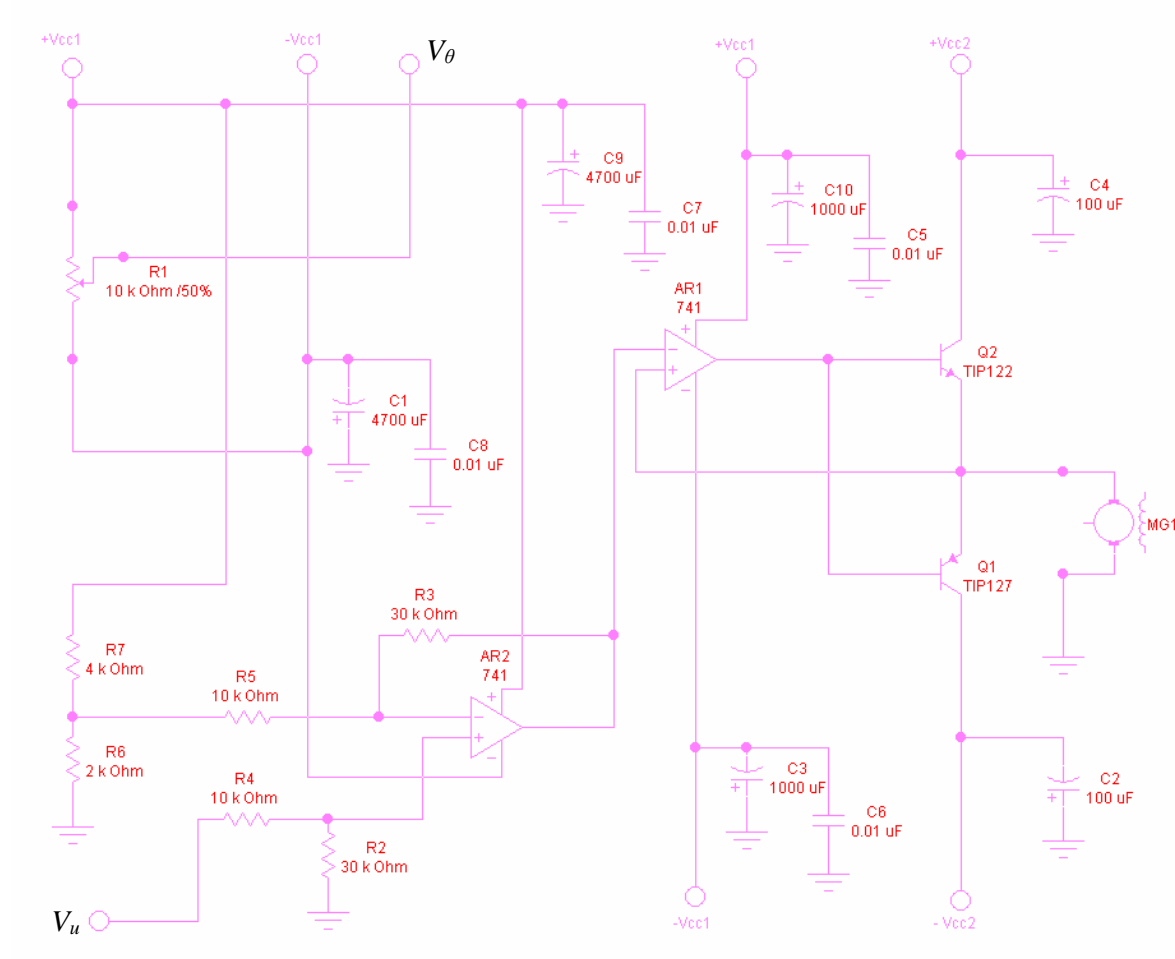 +Vcc1
-Vcc1
Vθ
+Vcc1
+Vcc2
C9
4700 uF
C7
0.01 uF
C10
1000 uF
C5
0.01 uF
C4
100 uF
R1
10 k Ohm /50%
AR1
741
+
-
+
-
Q2
TIP122
C1
4700 uF
C8
0.01 uF
MG1
Q1
TIP127
R3
30 k Ohm
R7
4 k Ohm
R5
10 k Ohm
AR2
741
+
-
+
-
R6
2 k Ohm
R4
10 k Ohm
R2
30 k Ohm
C3
1000 uF
C6
0.01 uF
C2
100 uF
Vu
-Vcc1
- Vcc2